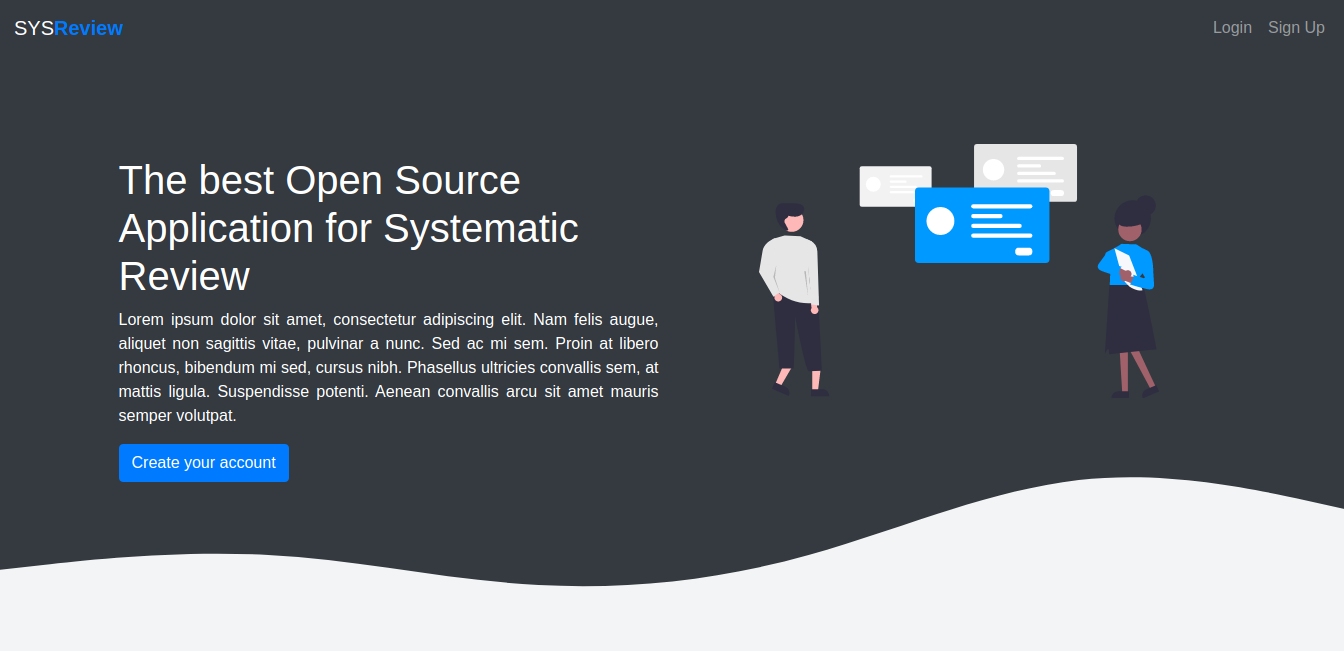 SYSReview
Login Sign Up
The best Open Source
Application for Systematic
Review
Lorem ipsum dolor sit amet, consectetur adipiscing elit. Nam felis augue,
aliquet non sagittis vitae, pulvinar a nunc. Sed ac mi sem. Proin at libero
rhoncus, bibendum mi sed, cursus nibh. Phasellus ultricies convallis sem, at
mattis ligula. Suspendisse potenti. Aenean convallis arcu sit amet mauris
semper volutpat.
Create your account